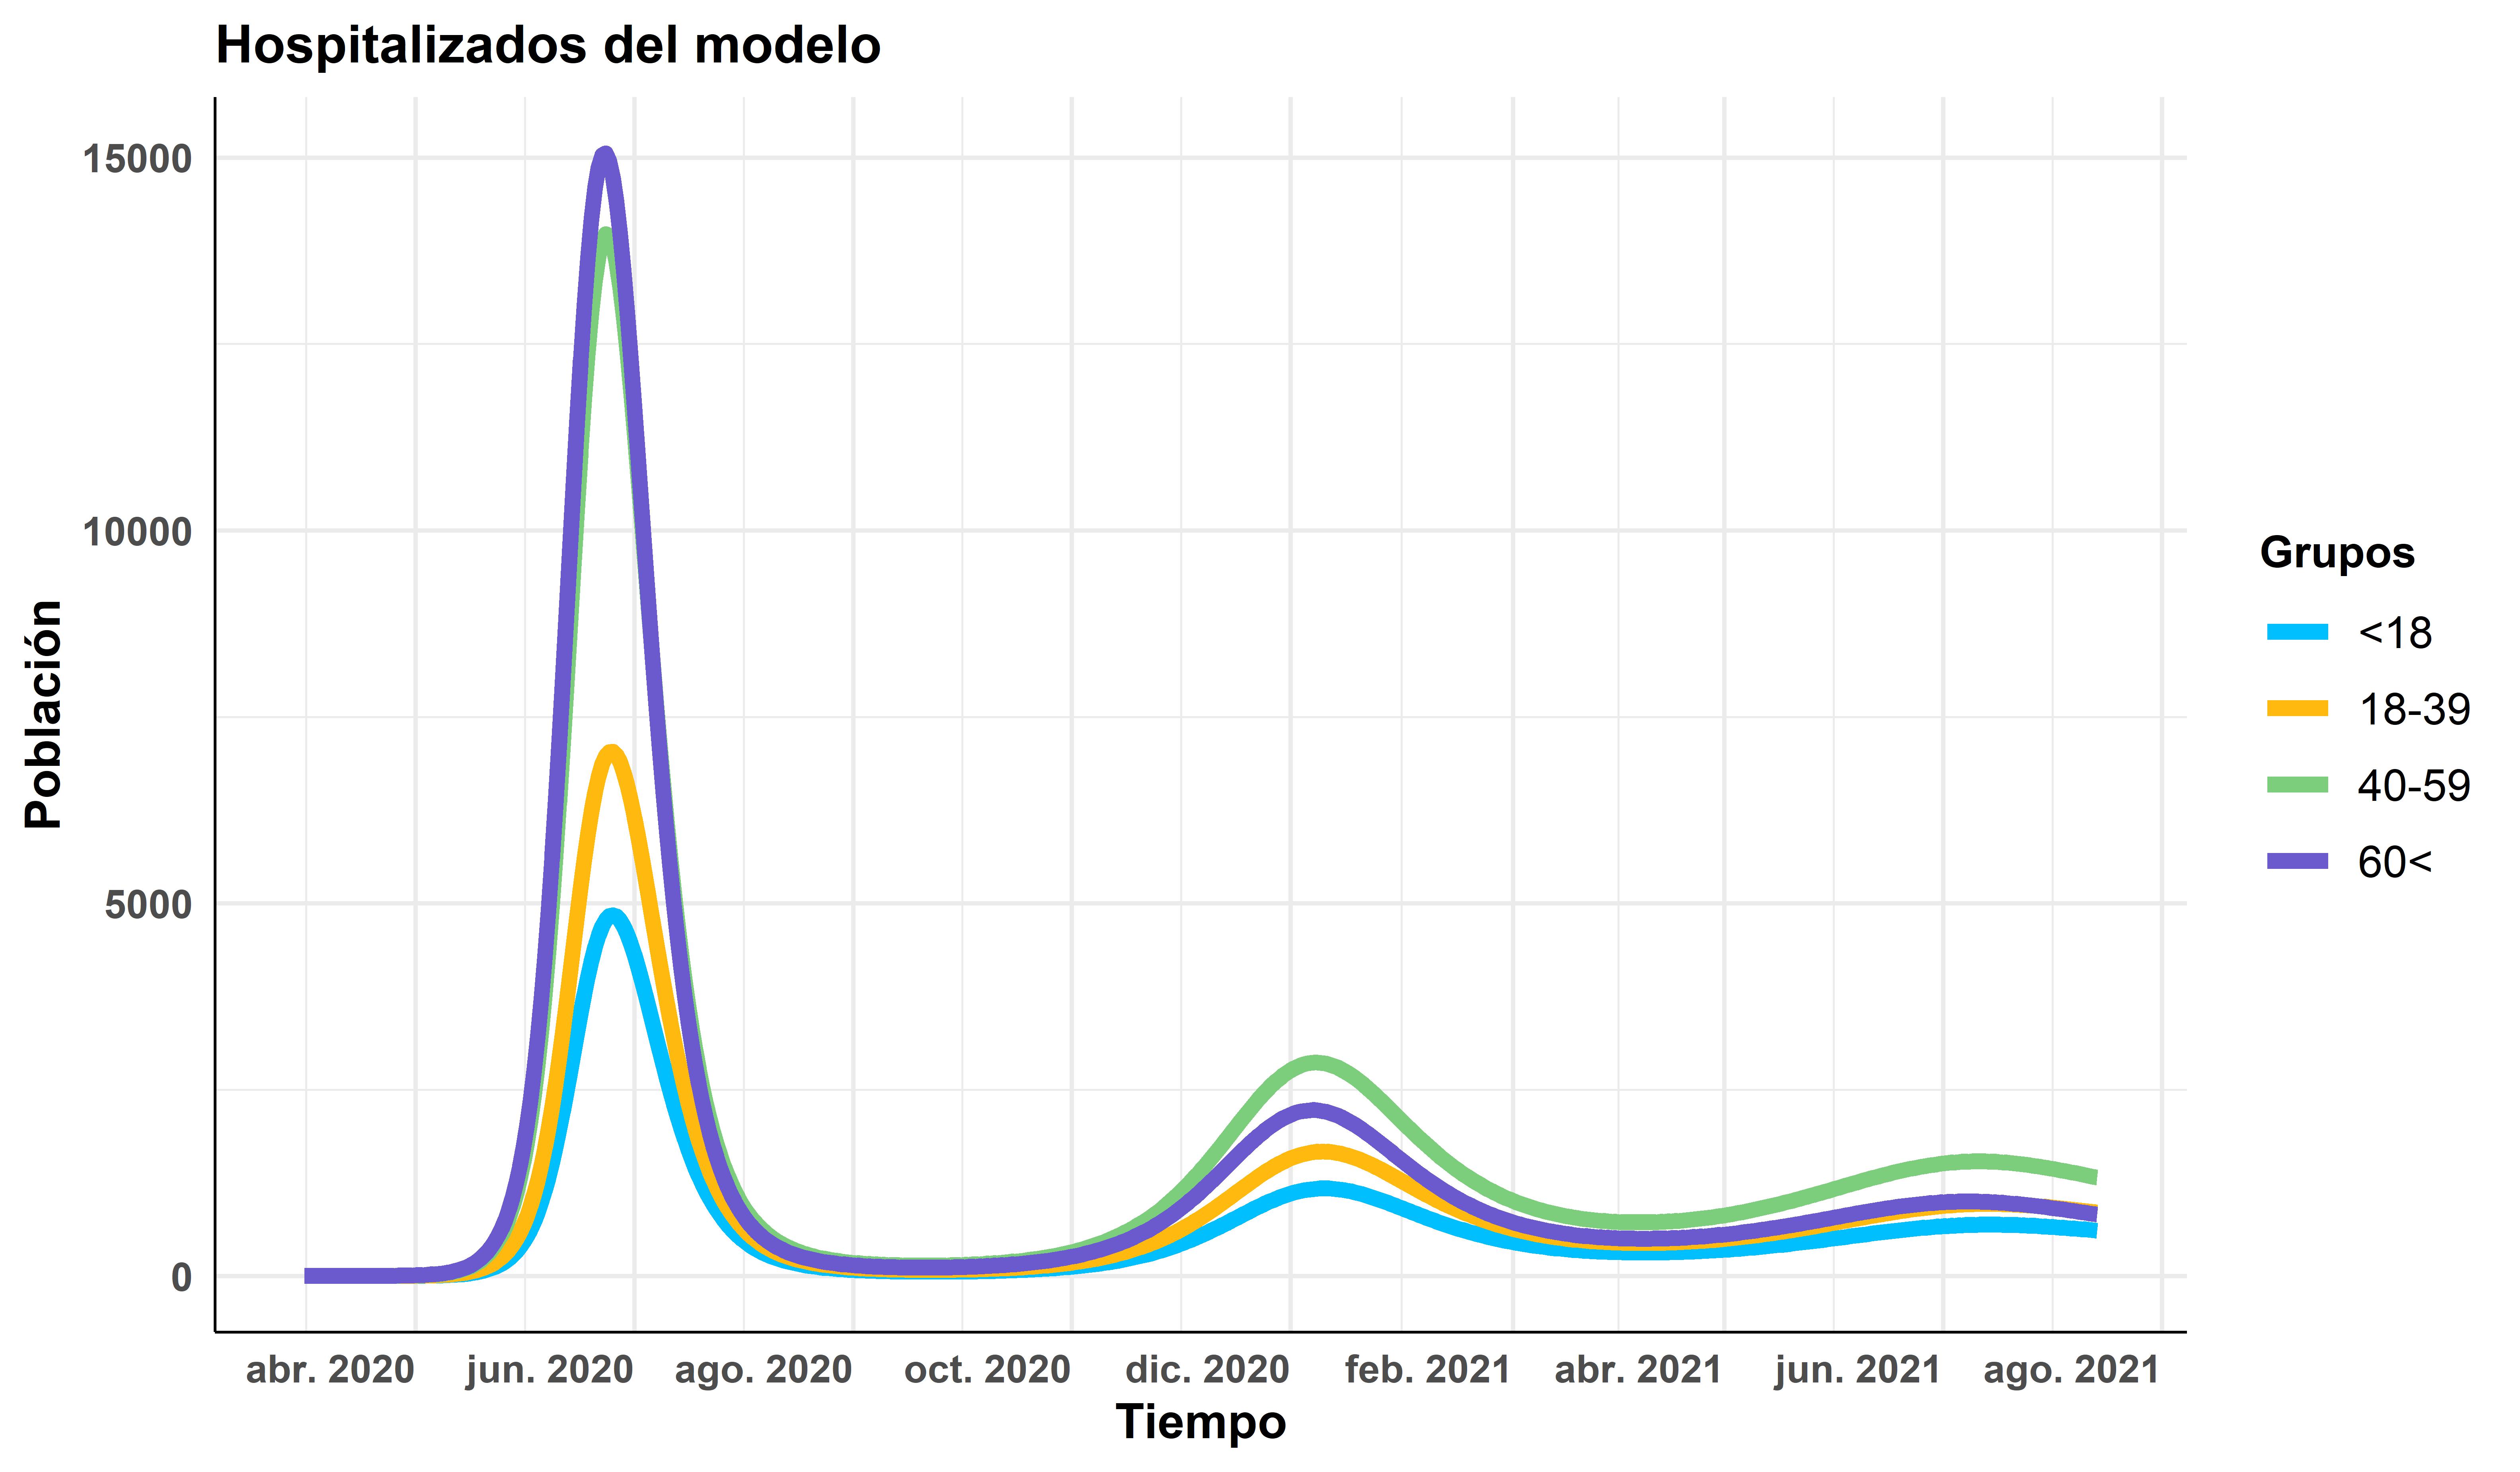 Hospitalizados del modelo
15000
10000
5000
0
Población
abr. 2020 jun. 2020 ago. 2020 oct. 2020 dic. 2020 feb. 2021 abr. 2021 jun. 2021 ago. 2021
Tiempo
Grupos
<18
18-39
40-59
60<